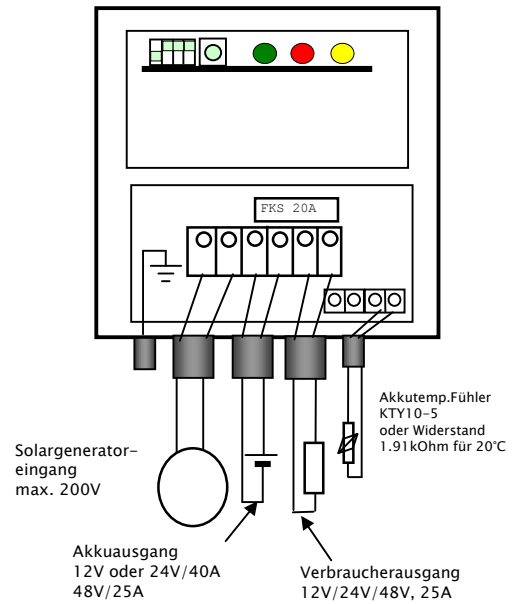 FKS 20A
Akkutemp.Fühler
KTY10-5
oder Widerstand
1.91kOhm für 20°C
Solargenerator-
eingang
max. 200V
Akkuausgang
12V oder 24V/40A
48V/25A
Verbraucherausgang
12V/24V/48V, 25A